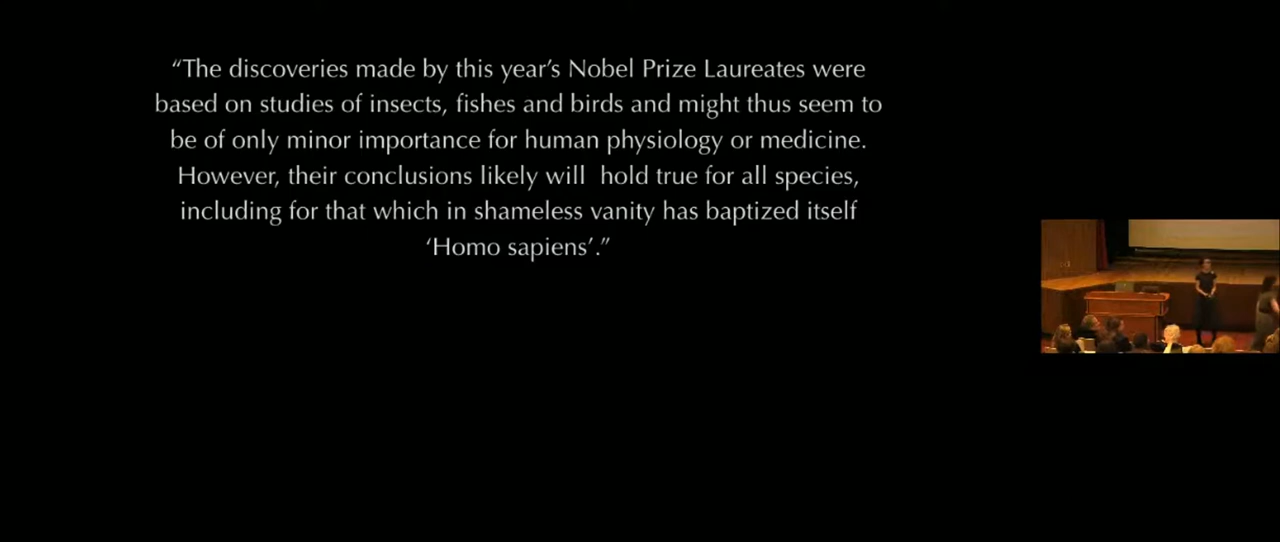 “The discoveries made by this year’s Nobel Prize Laureates were
based on studies of insects, fishes and birds and might thus seem to
be of only minor importance for human physiology or medicine.
However, their conclusions likely will hold true for all species,
including for that which in shameless vanity has baptized itself
‘Homo sapiens’.”